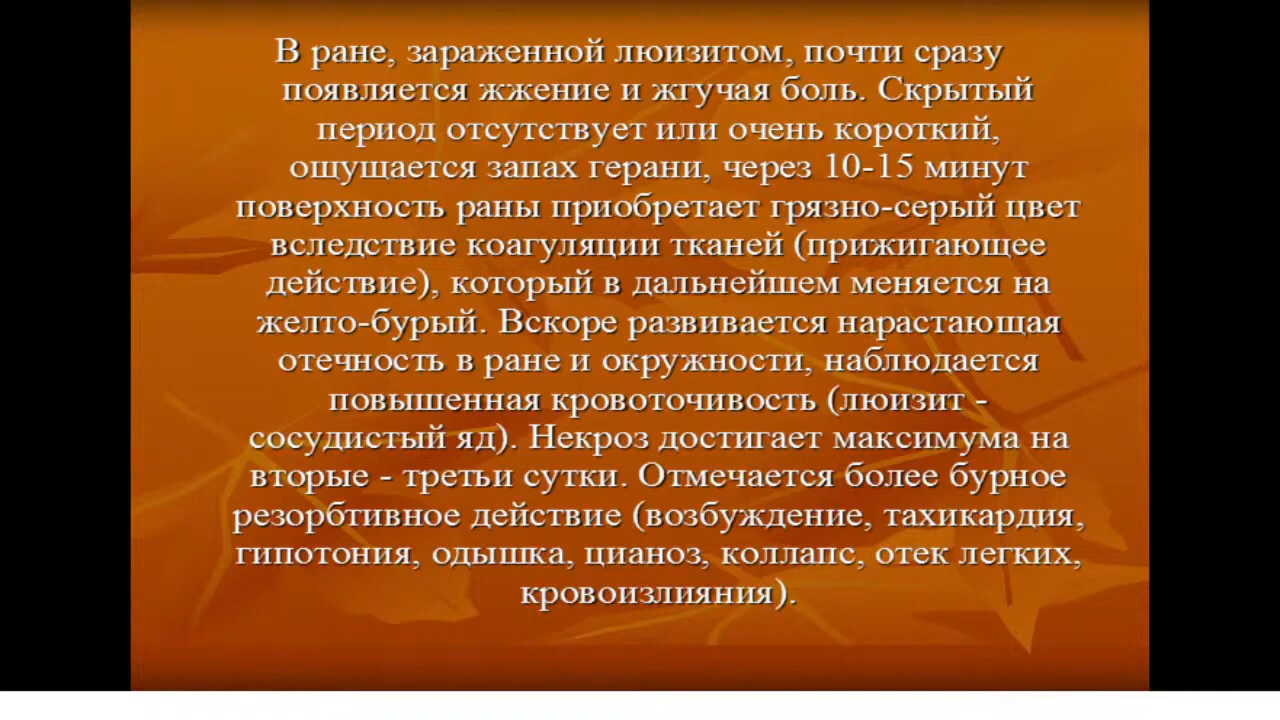 В ране, зараженной люизитом, почти сразу
появляется жжение и жгучая боль. Скрытый
период отсутствует или очень короткий,
ощущается запах герани, через 10-15 минут
поверхность раны приобретает грязно-серый цвет
вследствие коагуляции тканей (прижигающее
действие), который в дальнейшем меняется на
желто-бурый. Вскоре развивается нарастающая
отечность в ране и окружности, наблюдается
повышенная кровоточивость (люизит -
сосудистый яд). Некроз достигает максимума на
вторые - третьи сутки. Отмечается более бурное
резорбтивное действие (возбуждение, тахикардия,
гипотония, одышка, цианоз, коллапс, отек легких,
кровоизлияния).